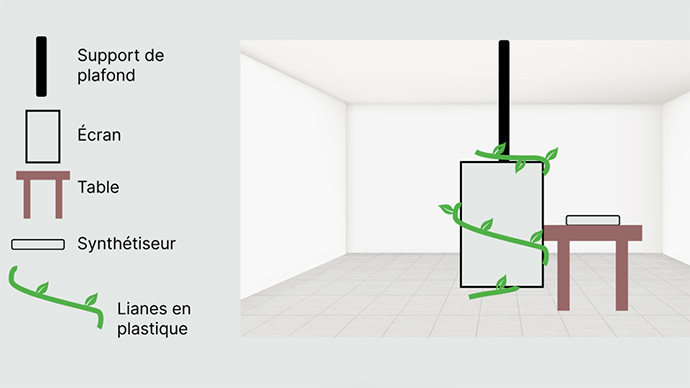 Support de
plafond
Écran
Table
Synthétiseur
Lianes en
plastique